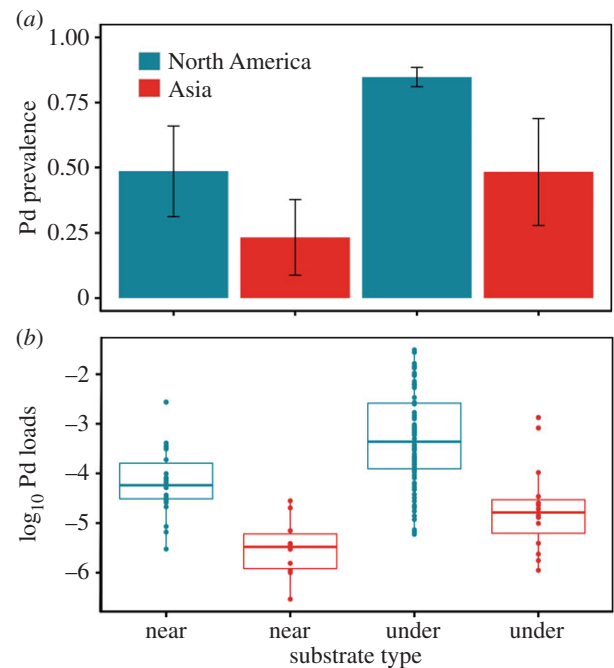 (a)
1.00
0.75
0.50
0.25
0
Pd prevalence
North America
Asia
(b)
−2
−3
−4
−5
−6
log10 Pd loads
near near under under
substrate type